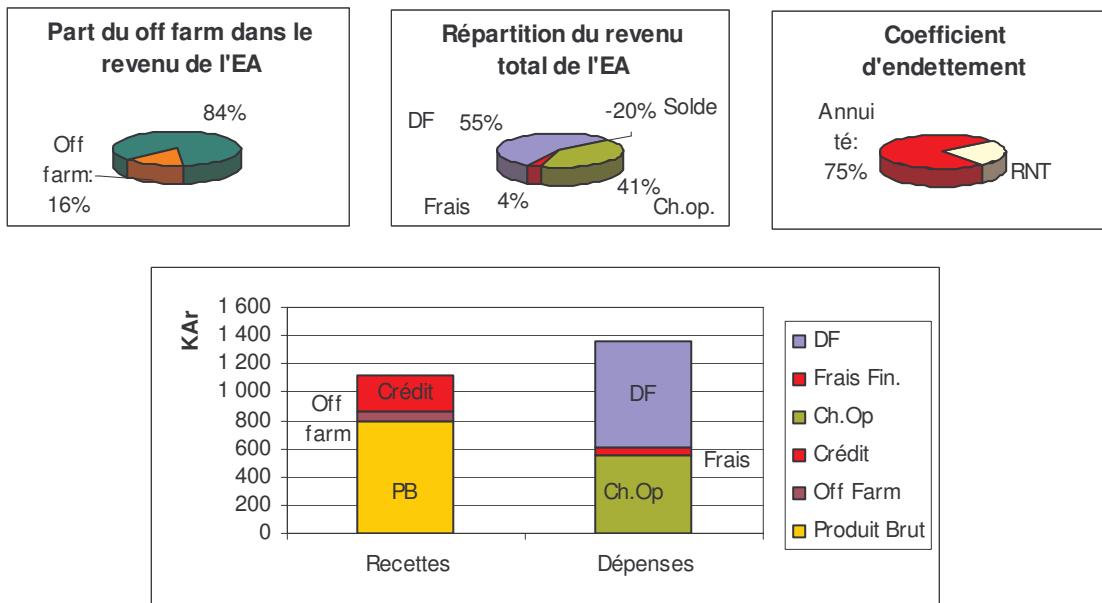 Part du off farm dans le
revenu de l'EA
84%
Off
farm:
16%
Répartition du revenu
total de l'EA
DF
55%
-20%
Solde
Frais
4%
41%
Ch.op.
Coefficient
d'endettement
Annui
té:
75%
RNT
KAr
1 600
1 400
1 200
1 000
800
600
400
200
0
Off
farm
Crédit
PB
DF
Frais
Ch.Op
Recettes
Dépenses
DF
Frais Fin.
Ch.Op
Crédit
Off Farm
Produit Brut